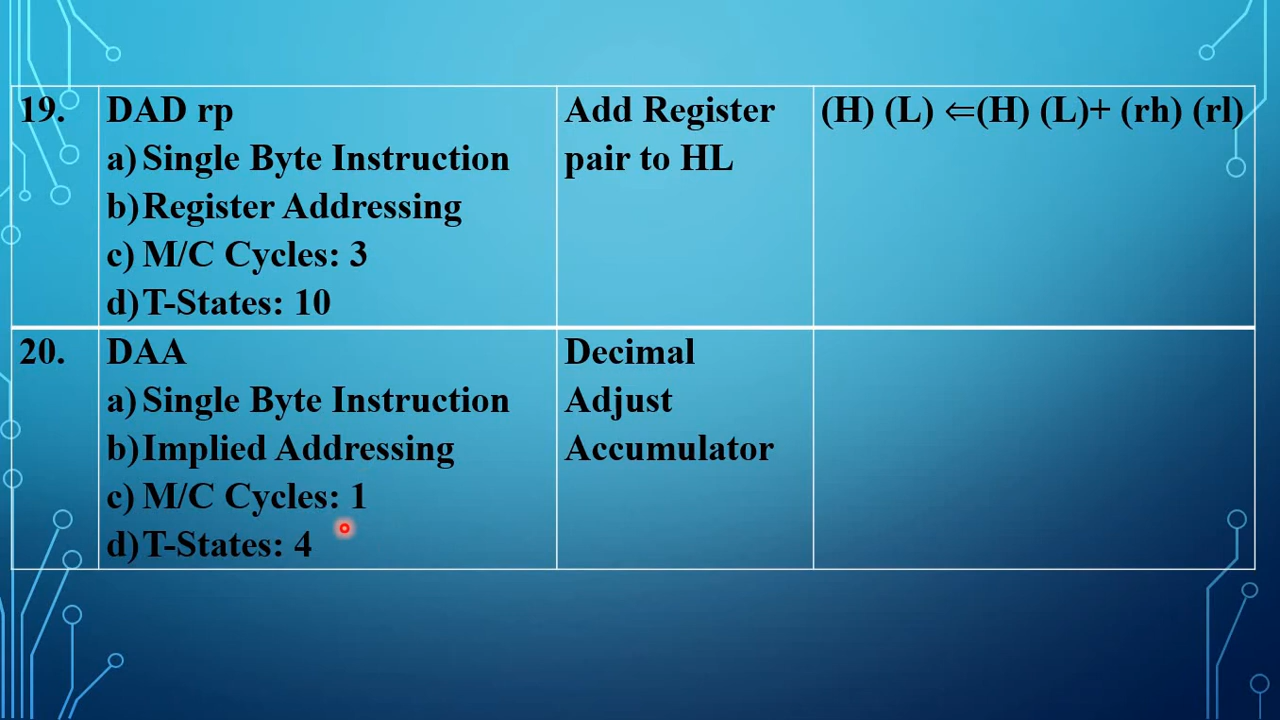 19.
DAD rp
a) Single Byte Instruction
b) Register Addressing
c) M/C Cycles: 3
d) T-States: 10
Add Register
pair to HL
(H) (L) ⇐(H) (L)+ (rh) (rl)
20.
DAA
a) Single Byte Instruction
b) Implied Addressing
c) M/C Cycles: 1
d) T-States: 4
Decimal
Adjust
Accumulator